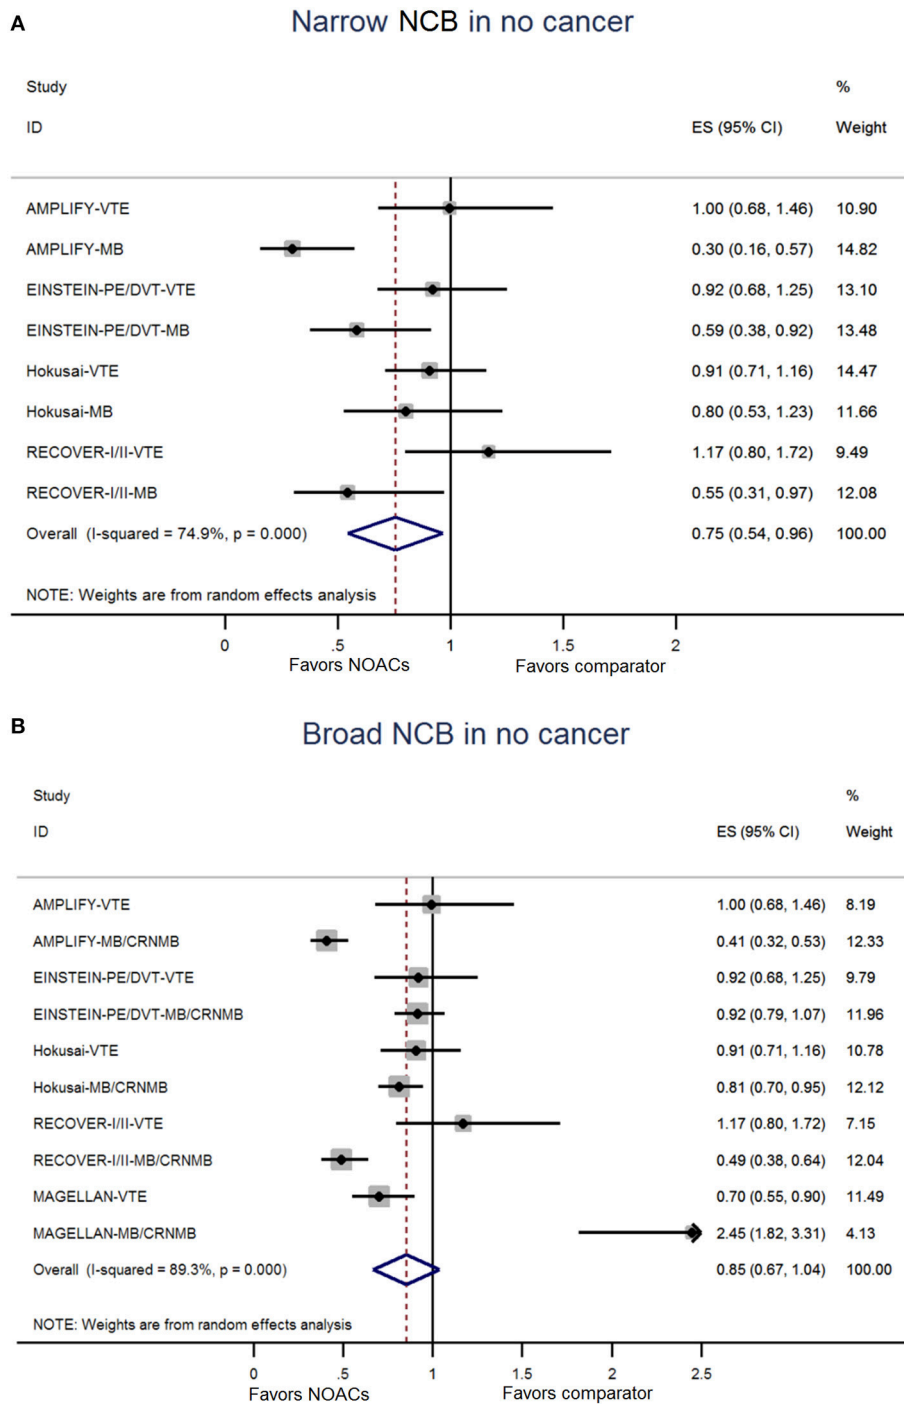 A
Narrow NCB in no cancer
Study %
ID ES (95% CI) Weight
AMPLIFY-VTE 1.00 (0.68, 1.46) 10.90
AMPLIFY-MB 0.30 (0.16, 0.57) 14.82
EINSTEIN-PE/DVT-VTE 0.92 (0.68, 1.25) 13.10
EINSTEIN-PE/DVT-MB 0.59 (0.38, 0.92) 13.48
Hokusai-VTE 0.91 (0.71, 1.16) 14.47
Hokusai-MB 0.80 (0.53, 1.23) 11.66
RECOVER-I/II-VTE 1.17 (0.80, 1.72) 9.49
RECOVER-I/II-MB 0.55 (0.31, 0.97) 12.08
Overall (I-squared = 74.9%, p = 0.000) 0.75 (0.54, 0.96) 100.00
NOTE: Weights are from random effects analysis
0 .5 1 1.5 2
Favors NOACs Favors comparator
B
Broad NCB in no cancer
Study %
ID ES (95% CI) Weight
AMPLIFY-VTE 1.00 (0.68, 1.46) 8.19
AMPLIFY-MB/CRNMB 0.41 (0.32, 0.53) 12.33
EINSTEIN-PE/DVT-VTE 0.92 (0.68, 1.25) 9.79
EINSTEIN-PE/DVT-MB/CRNMB 0.92 (0.79, 1.07) 11.96
Hokusai-VTE 0.91 (0.71, 1.16) 10.78
Hokusai-MB/CRNMB 0.81 (0.70, 0.95) 12.12
RECOVER-I/II-VTE 1.17 (0.80, 1.72) 7.15
RECOVER-I/II-MB/CRNMB 0.49 (0.38, 0.64) 12.04
MAGELLAN-VTE 0.70 (0.55, 0.90) 11.49
MAGELLAN-MB/CRNMB 2.45 (1.82, 3.31) 4.13
Overall (I-squared = 89.3%, p = 0.000) 0.85 (0.67, 1.04) 100.00
NOTE: Weights are from random effects analysis
0 .5 1 1.5 2 2.5
Favors NOACs Favors comparator